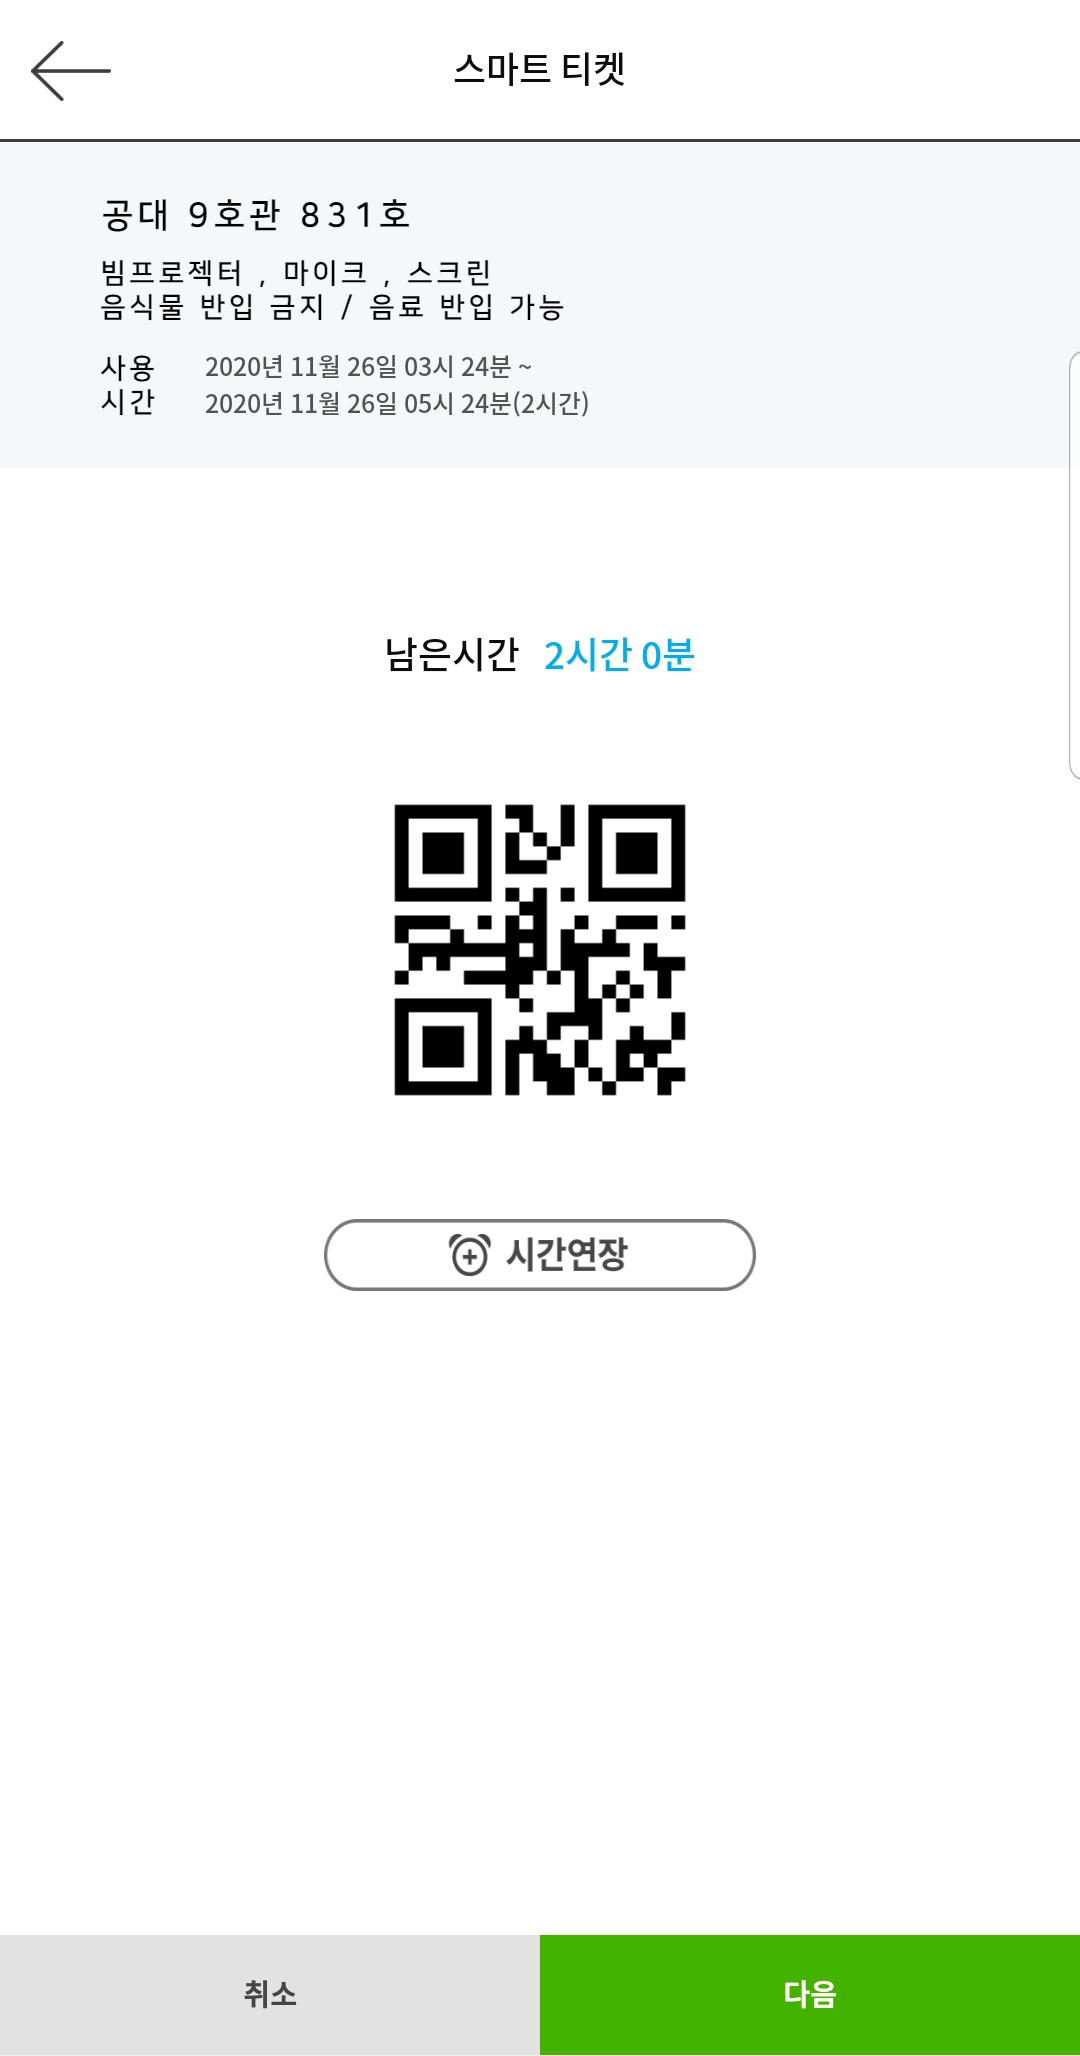 스마트 티켓
공대 9호관 831호
빔프로젝터 , 마이크 , 스크린
음식물 반입 금지 / 음료 반입 가능
사용 2020년 11월 26일 03시 24분 ~
시간 2020년 11월 26일 05시 24분(2시간)
남은시간 2시간 0분
시간연장
취소 다음